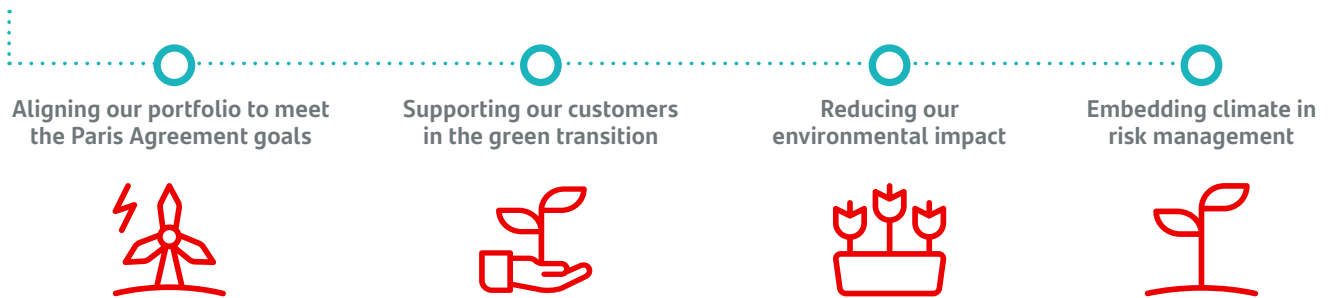 Aligning our portfolio to meet
the Paris Agreement goals
Supporting our customers
in the green transition
Reducing our
environmental impact
Embedding climate in
risk management